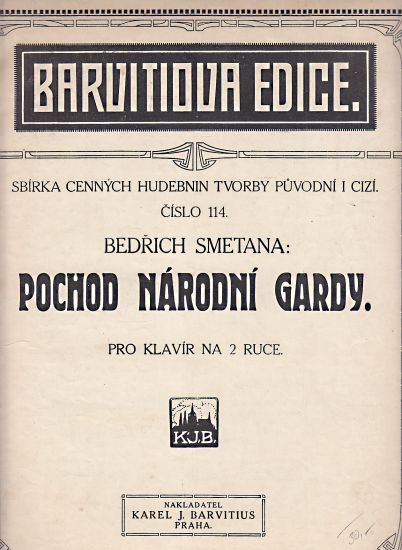 BARVITIOVA EDICE.
SBÍRKA CENNÝCH HUDEBNIN TVORBY PŮVODNÍ I CIZÍ.
ČÍSLO 114.
BEDŘICH SMETANA:
POCHOD NÁRODNÍ GARDY.
PRO KLAVÍR NA 2 RUCE.
K.J.B.
NAKLADATEL
KAREL J. BARVITIUS
PRAHA.